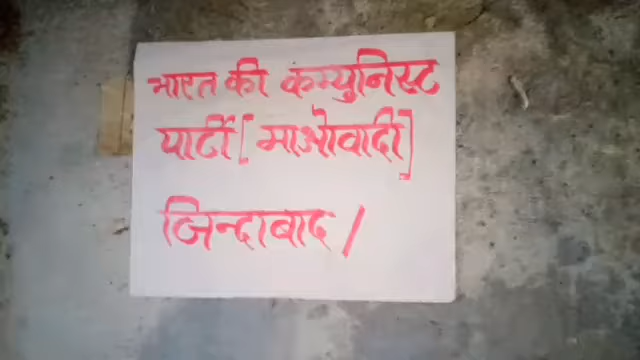 भारत की कम्युनिस्ट
पार्टी [माओवादी]
जिन्दाबाद /